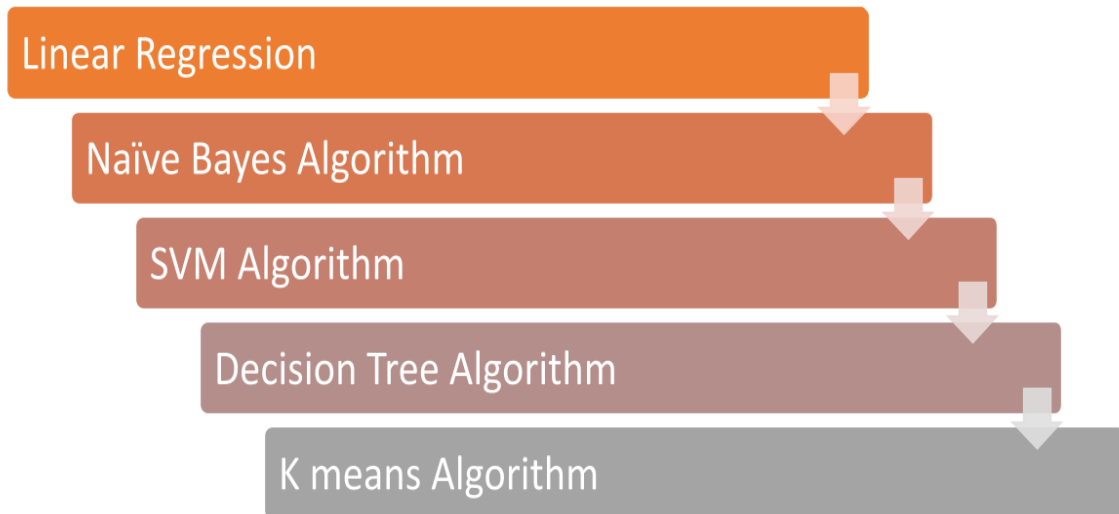 Linear Regression
Naïve Bayes Algorithm
SVM Algorithm
Decision Tree Algorithm
K means Algorithm